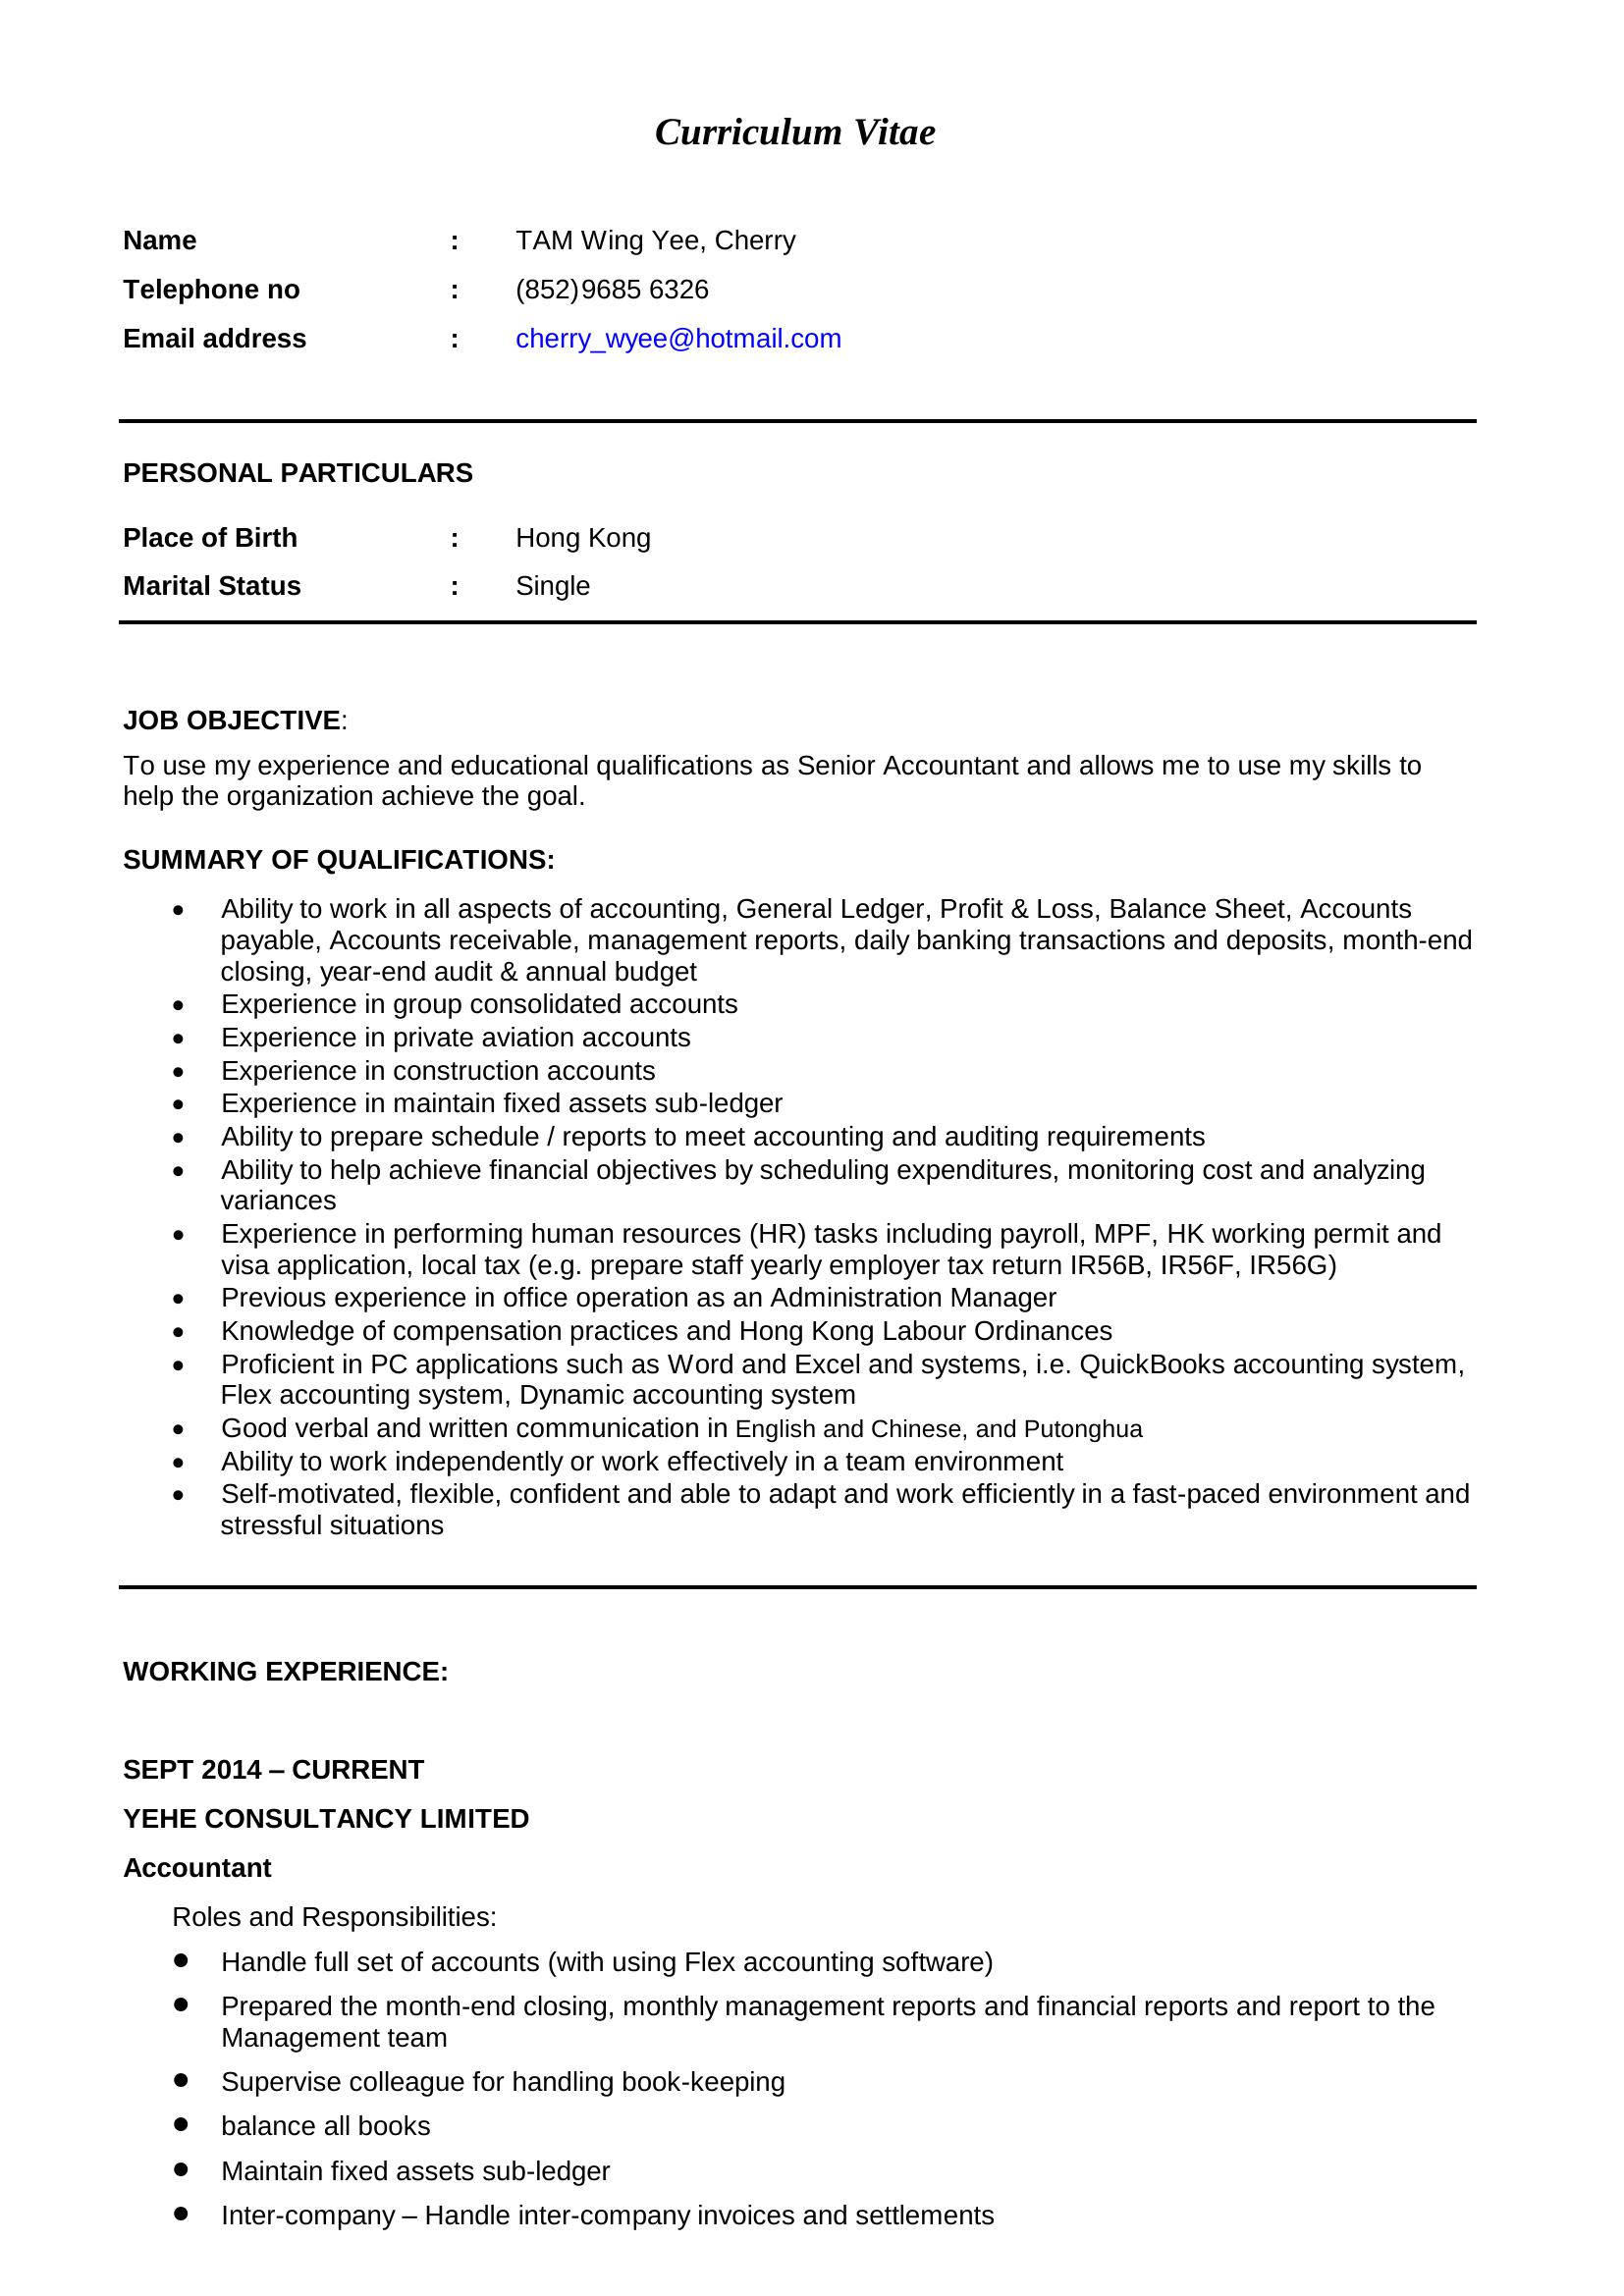 Curriculum Vitae
Name : TAM Wing Yee, Cherry
Telephone no : (852)9685 6326
Email address : cherry_wyee@hotmail.com
PERSONAL PARTICULARS
Place of Birth : Hong Kong
Marital Status : Single
JOB OBJECTIVE:
To use my experience and educational qualifications as Senior Accountant and allows me to use my skills to
help the organization achieve the goal.
SUMMARY OF QUALIFICATIONS:
• Ability to work in all aspects of accounting, General Ledger, Profit & Loss, Balance Sheet, Accounts
payable, Accounts receivable, management reports, daily banking transactions and deposits, month-end
closing, year-end audit & annual budget
• Experience in group consolidated accounts
• Experience in private aviation accounts
• Experience in construction accounts
• Experience in maintain fixed assets sub-ledger
• Ability to prepare schedule / reports to meet accounting and auditing requirements
• Ability to help achieve financial objectives by scheduling expenditures, monitoring cost and analyzing
variances
• Experience in performing human resources (HR) tasks including payroll, MPF, HK working permit and
visa application, local tax (e.g. prepare staff yearly employer tax return IR56B, IR56F, IR56G)
• Previous experience in office operation as an Administration Manager
• Knowledge of compensation practices and Hong Kong Labour Ordinances
• Proficient in PC applications such as Word and Excel and systems, i.e. QuickBooks accounting system,
Flex accounting system, Dynamic accounting system
• Good verbal and written communication in English and Chinese, and Putonghua
• Ability to work independently or work effectively in a team environment
• Self-motivated, flexible, confident and able to adapt and work efficiently in a fast-paced environment and
stressful situations
WORKING EXPERIENCE:
SEPT 2014 – CURRENT
YEHE CONSULTANCY LIMITED
Accountant
Roles and Responsibilities:
● Handle full set of accounts (with using Flex accounting software)
● Prepared the month-end closing, monthly management reports and financial reports and report to the
Management team
● Supervise colleague for handling book-keeping
● balance all books
● Maintain fixed assets sub-ledger
● Inter-company – Handle inter-company invoices and settlements